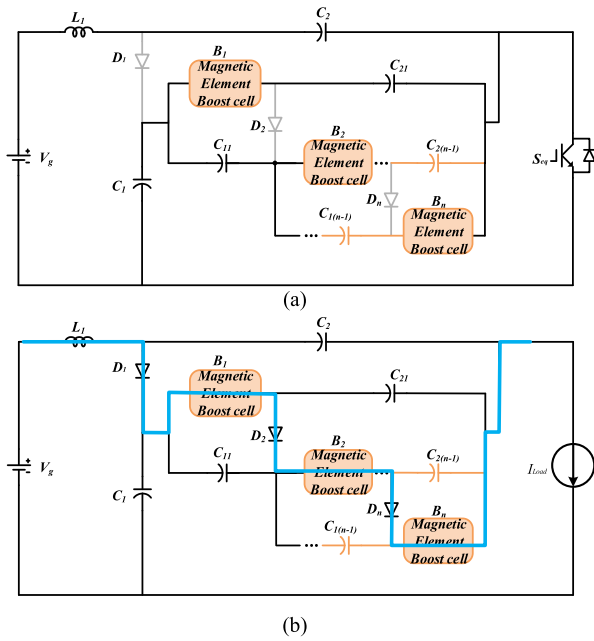 L1
C2
D1
B1
Magnetic
Element
Boost cell
C21
D2
B2
Magnetic
Element
Boost cell
C2(n-1)
C11
Vg
Seq
C1
Dn
Bn
Magnetic
Element
Boost cell
C1(n-1)
(a)
L1
C2
D1
B1
Magnetic
Element
Boost cell
C21
D2
B2
Magnetic
Element
Boost cell
C2(n-1)
C11
Vg
ILoad
C1
Dn
Bn
Magnetic
Element
Boost cell
C1(n-1)
(b)